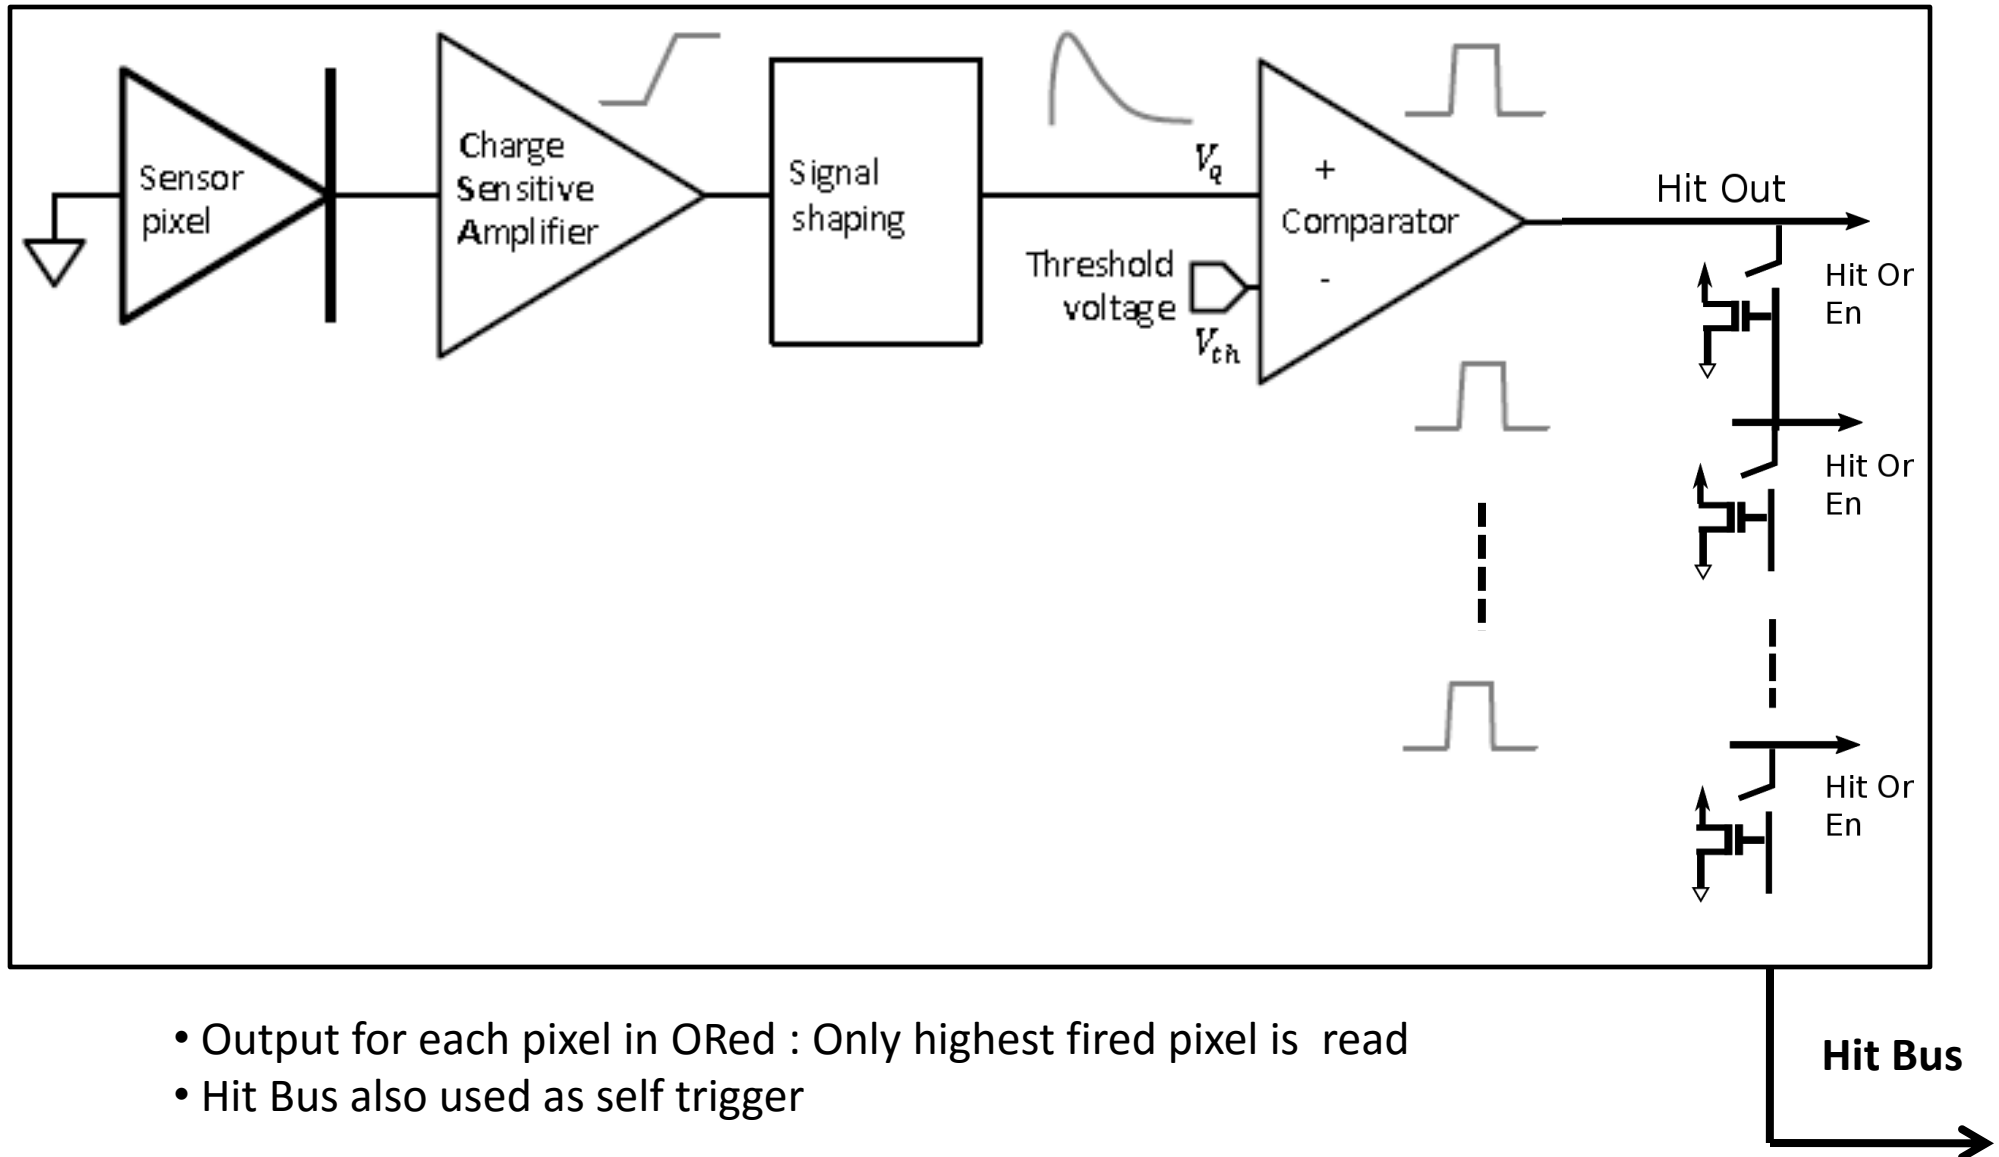 Sensor
pixel
Charge
Sensitive
Amplifier
Signal
shaping
V_q
+
Comparator
-
Threshold
voltage
V_th
Hit Out
Hit Or
En
Hit Or
En
Hit Or
En
• Output for each pixel in ORed : Only highest fired pixel is read
• Hit Bus also used as self trigger
Hit Bus